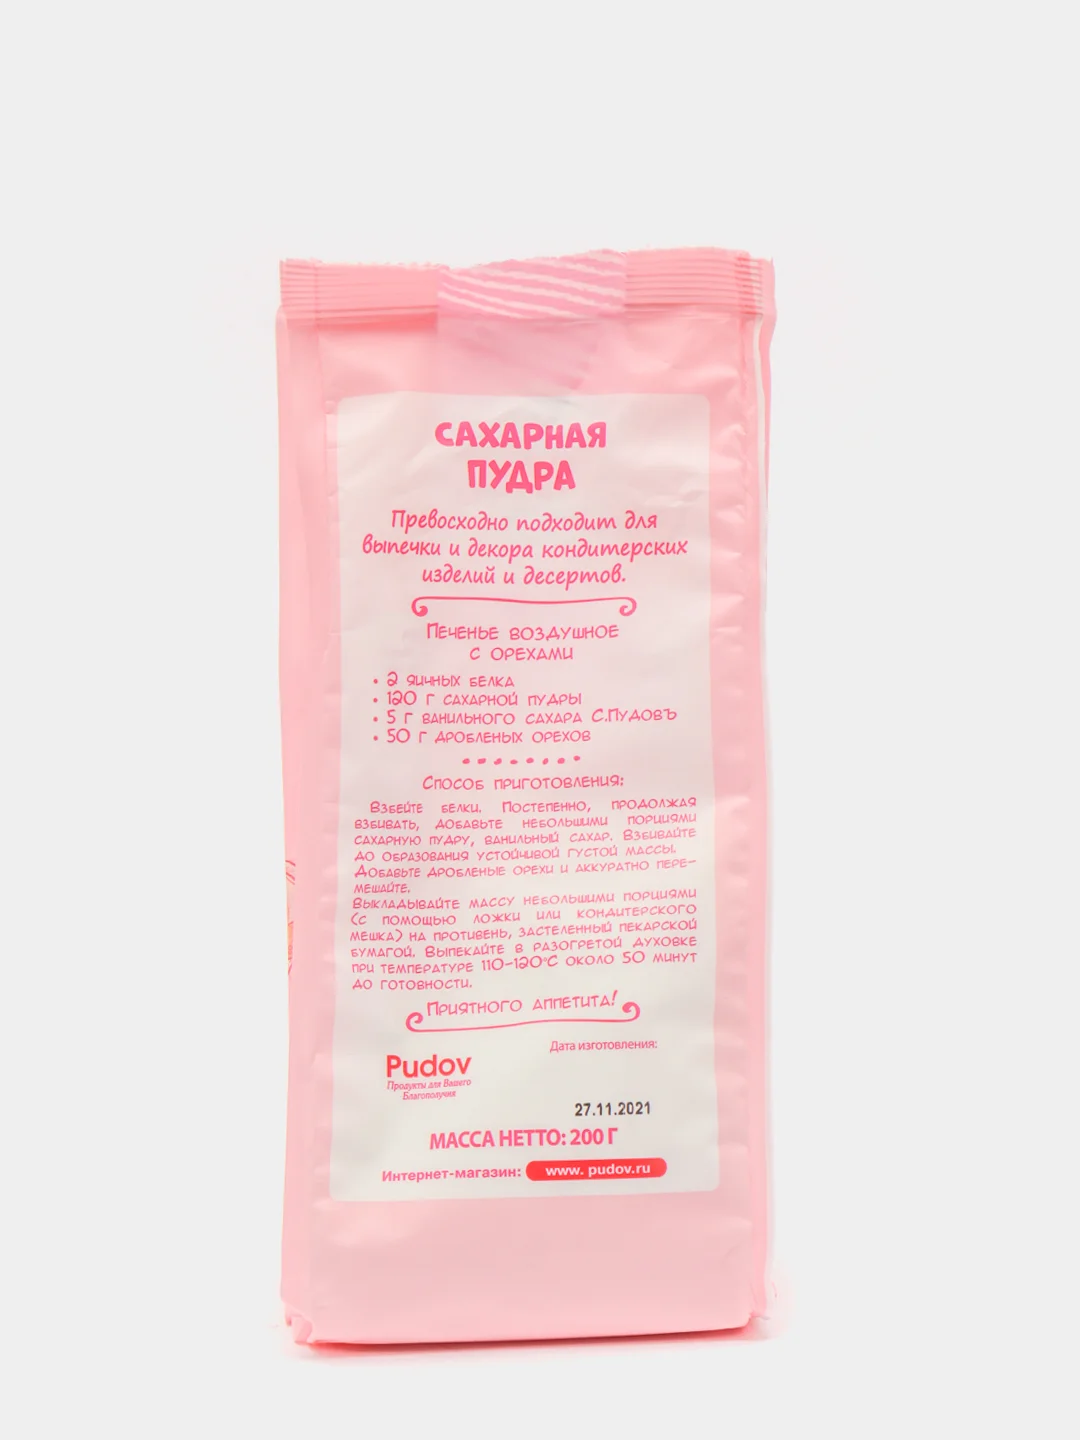 САХАРНАЯ
ПУДРА
Превосходно подходит для
выпечки и декора кондитерских
изделий и десертов.
Печенье воздушное
с орехами
• 2 яичных белка
• 120 г сахарной пудры
• 5 г ванильного сахара С.Пудовъ
• 50 г дробленых орехов
Способ приготовления:
Взбейте белки. Постепенно, продолжая
взбивать, добавьте небольшими порциями
сахарную пудру, ванильный сахар. Взбивайте
до образования устойчивой густой массы.
Добавьте дробленые орехи и аккуратно пере-
мешайте.
Выкладывайте массу небольшими порциями
(с помощью ложки или кондитерского
мешка) на противень, застеленный пекарской
бумагой. Выпекайте в разогретой духовке
при температуре 110-120°С около 50 минут
до готовности.
Приятного аппетита!
Дата изготовления:
Pudov
Продукты для Вашего
Благополучия
27.11.2021
МАССА НЕТТО: 200 Г
Интернет-магазин: www. pudov.ru